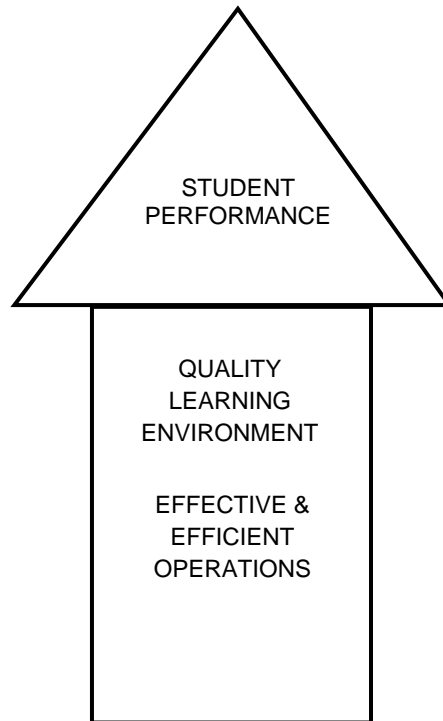 STUDENT
PERFORMANCE
QUALITY
LEARNING
ENVIRONMENT
EFFECTIVE &
EFFICIENT
OPERATIONS